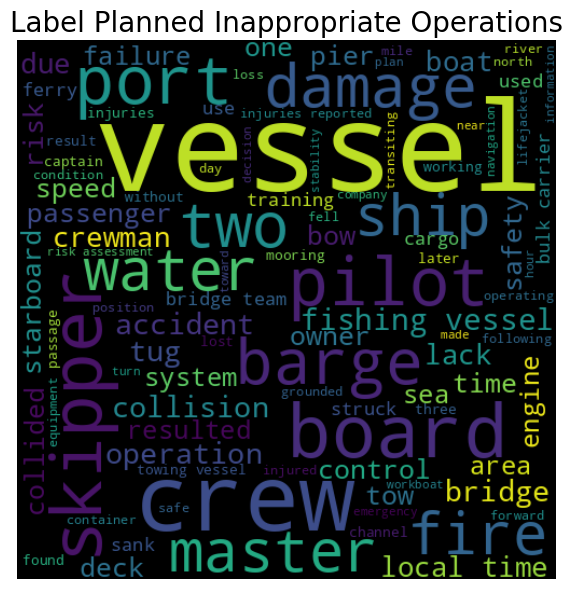 Label Planned Inappropriate Operations
due
failure
one
pier
boat
mile
river
plan
north
information
ferry
port
loss
damage
used
risk
injuries
use
injuries reported
vessel
result
captain
condition
day
decision
stability
transiting
near
working
navigation
lifejacket
bulk carrier
speed
without
training
company
passenger
two
fell
ship
safety
crewman
bow
cargo
starboard
risk assessment
water
toward
mooring
later
hour
pilot
operating
position
bridge team
skipper
accident
owner
fishing vessel
made
following
passage
lost
tug
barge
lack
turn
system
grounded
sea
time
engine
collided
equipment
collision
struck
three
resulted
board
operation
control
area
towing vessel
injured
workboat
tow
bridge
crew
safe
emergency
container
channel
forward
fire
sank
master
found
deck
local time